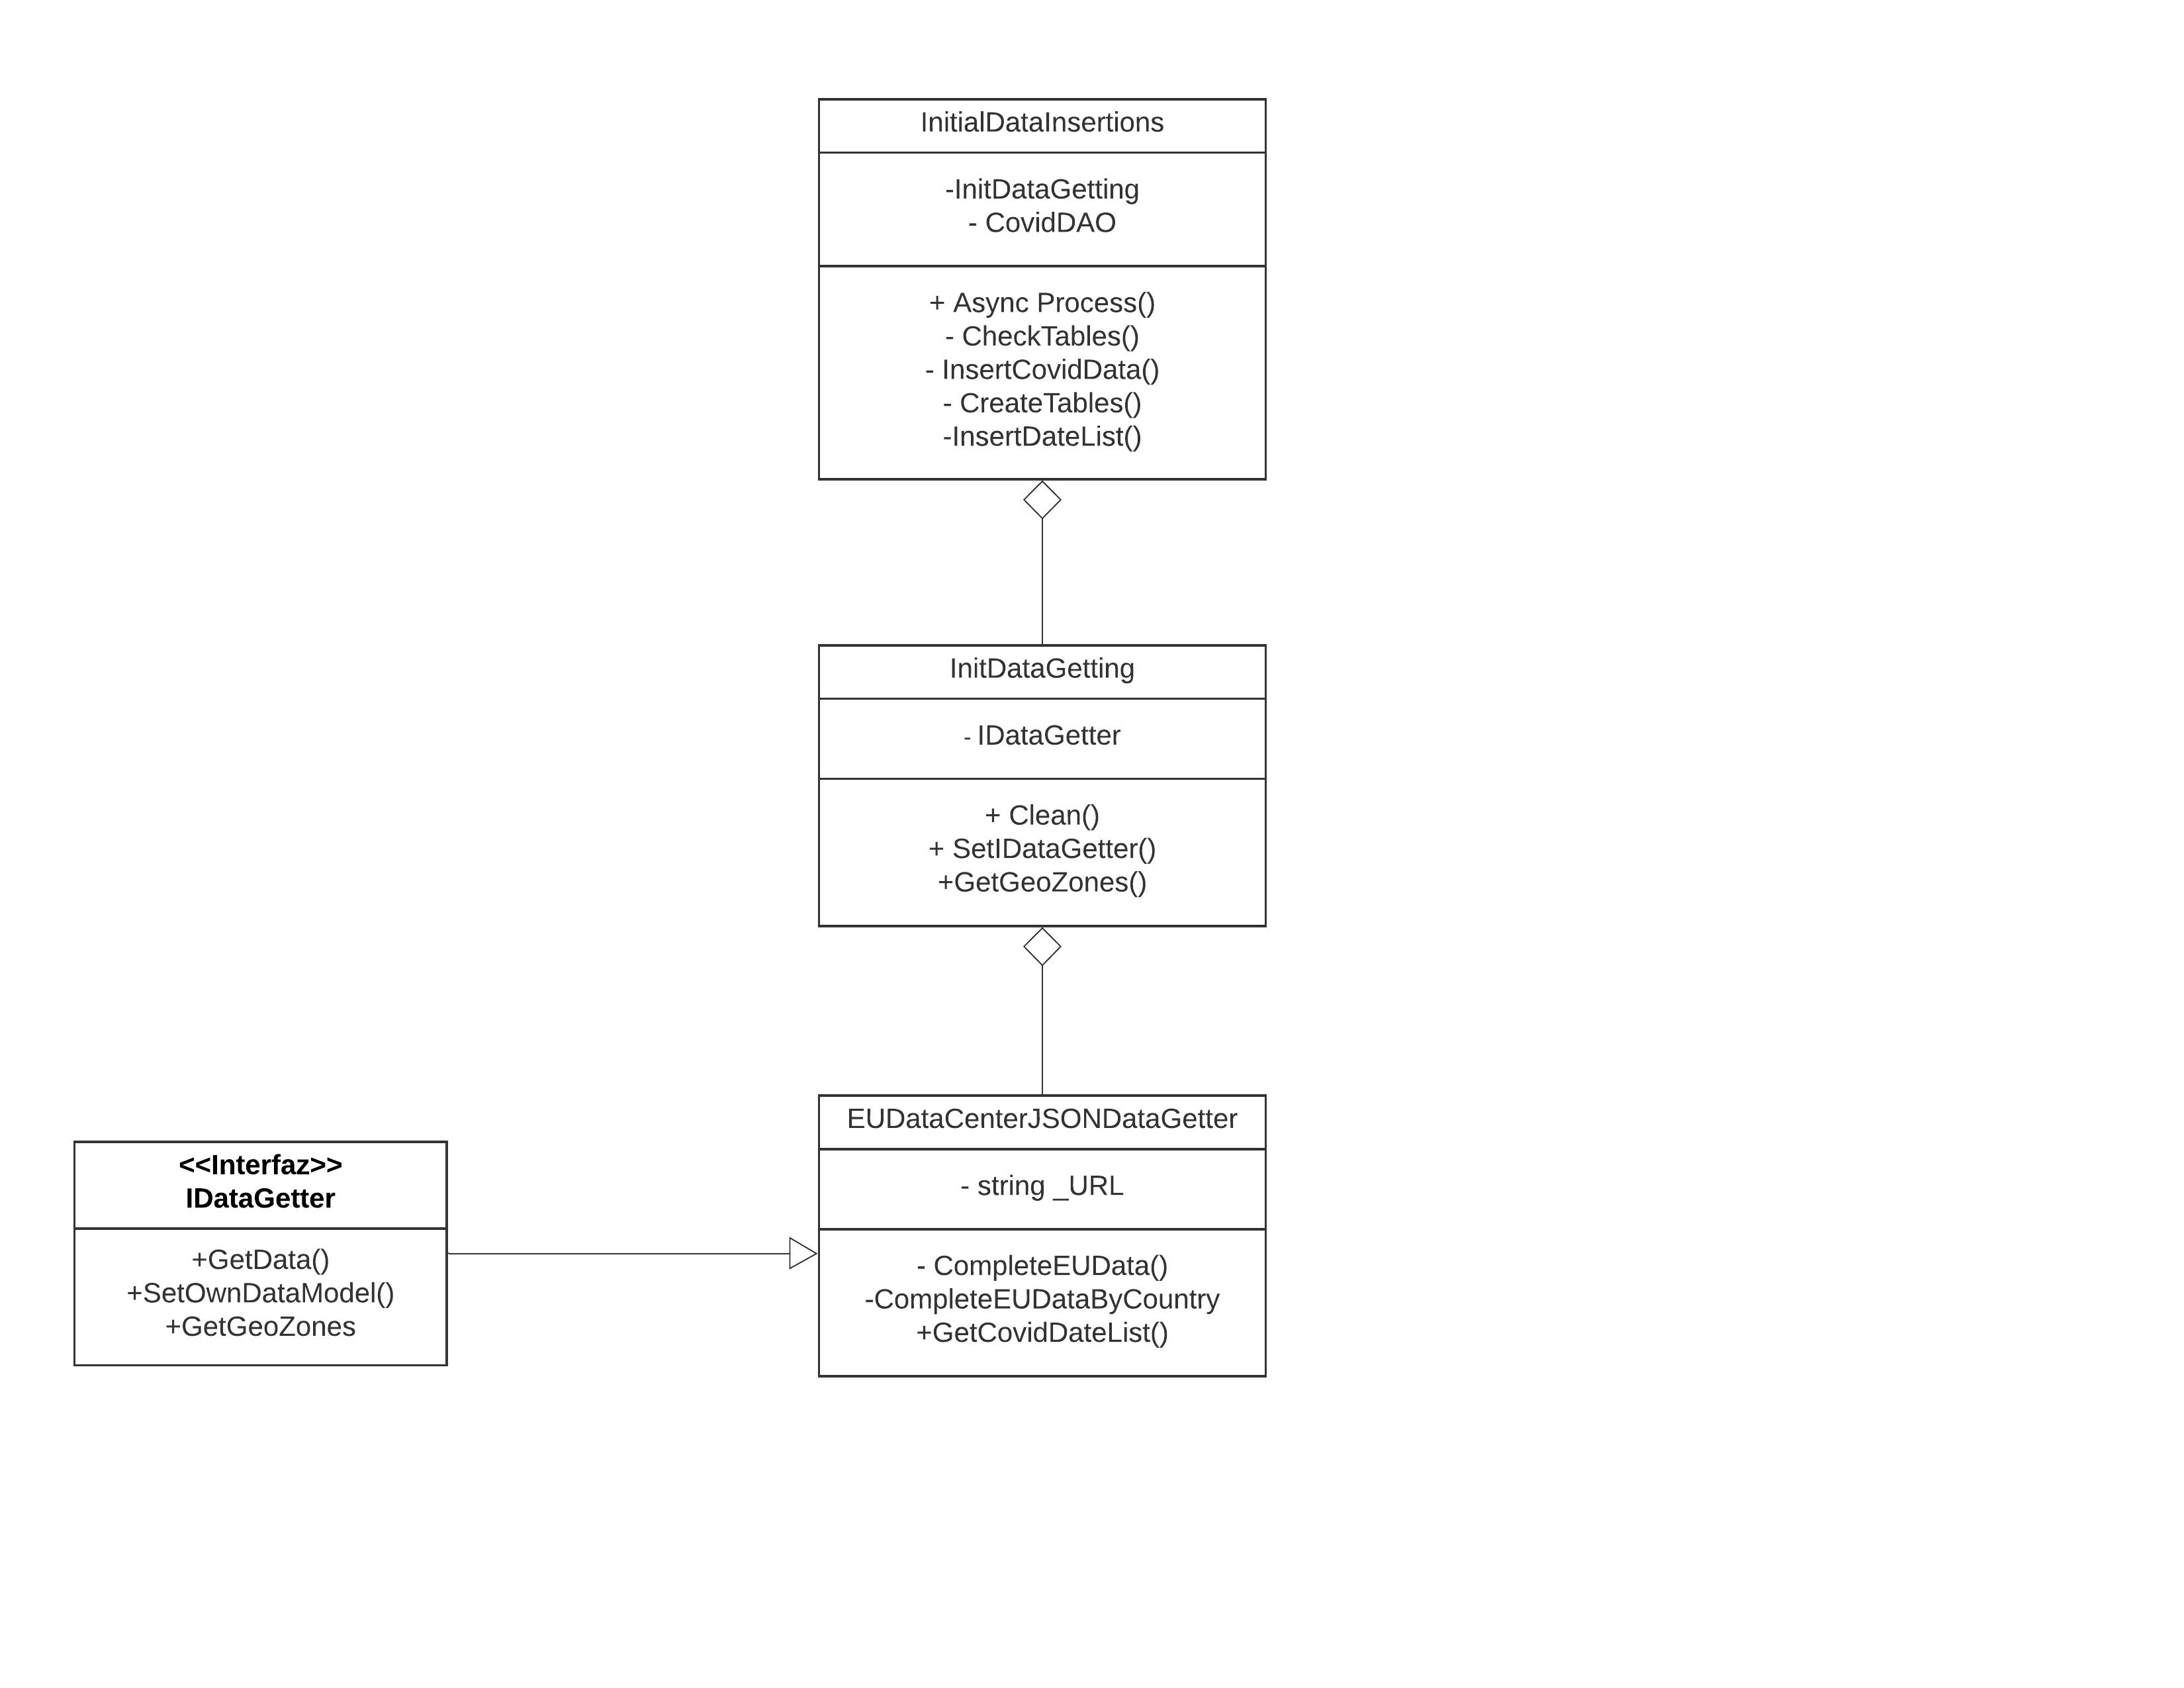 InitialDataInsertions
-InitDataGetting
- CovidDAO
+ Async Process()
- CheckTables()
- InsertCovidData()
- CreateTables()
-InsertDateList()
InitDataGetting
- IDataGetter
+ Clean()
+ SetIDataGetter()
+GetGeoZones()
EUDataCenterJSONDataGetter
- string _URL
- CompleteEUData()
-CompleteEUDataByCountry
+GetCovidDateList()
<<Interfaz>>
IDataGetter
+GetData()
+SetOwnDataModel()
+GetGeoZones